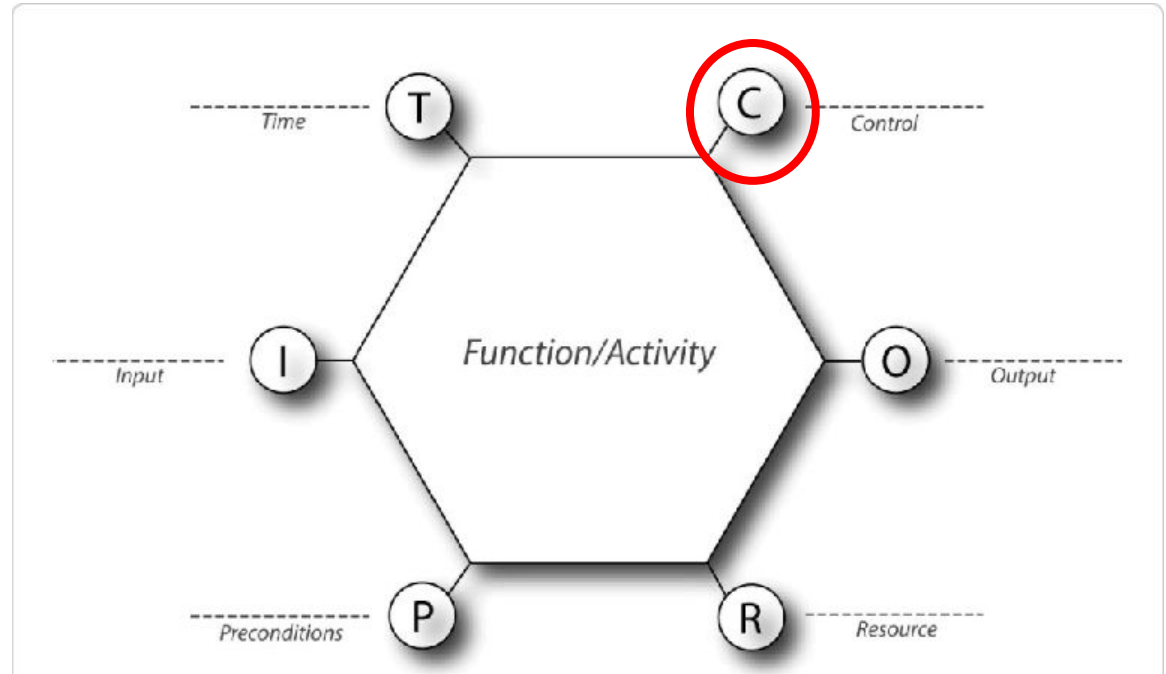 T
C
Time
Control
I
Function/Activity
O
Input
Output
P
R
Preconditions
Resource